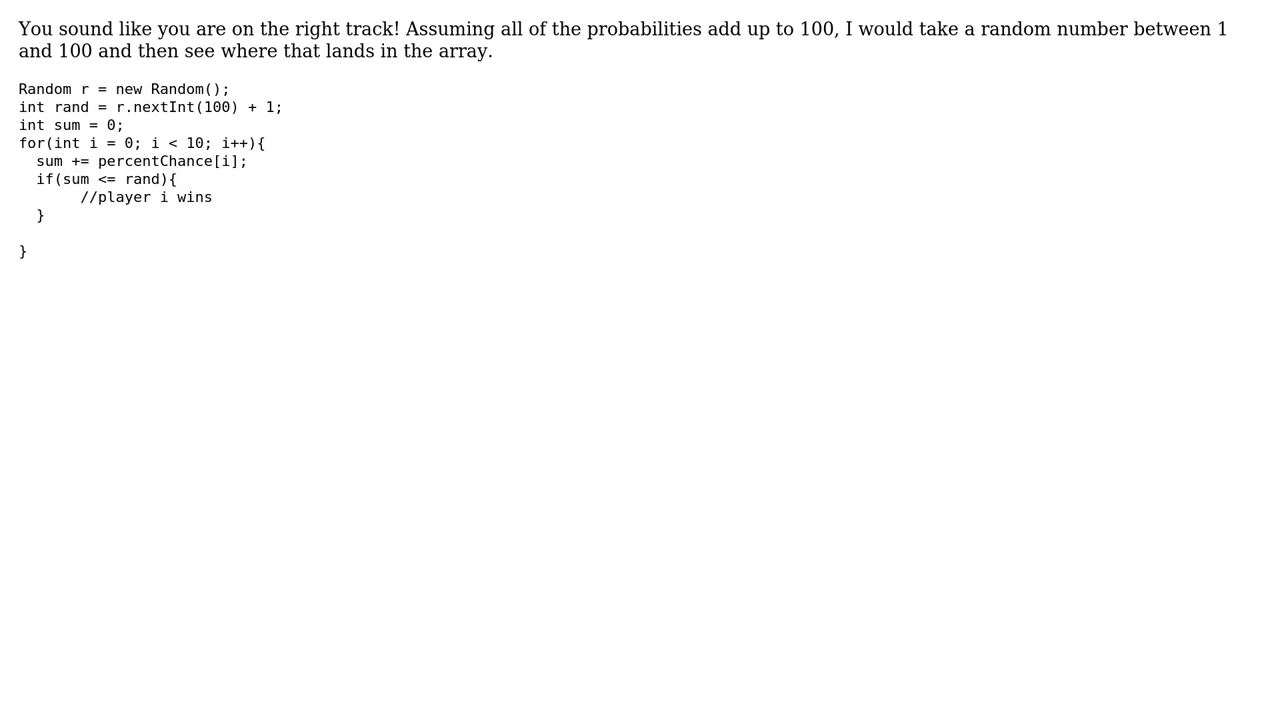 You sound like you are on the right track! Assuming all of the probabilities add up to 100, I would take a random number between 1
and 100 and then see where that lands in the array.
Random r = new Random();
int rand = r.nextInt(100) + 1;
int sum = 0;
for(int i = 0; i < 10; i++){
  sum += percentChance[i];
  if(sum <= rand){
       //player i wins
  }
}